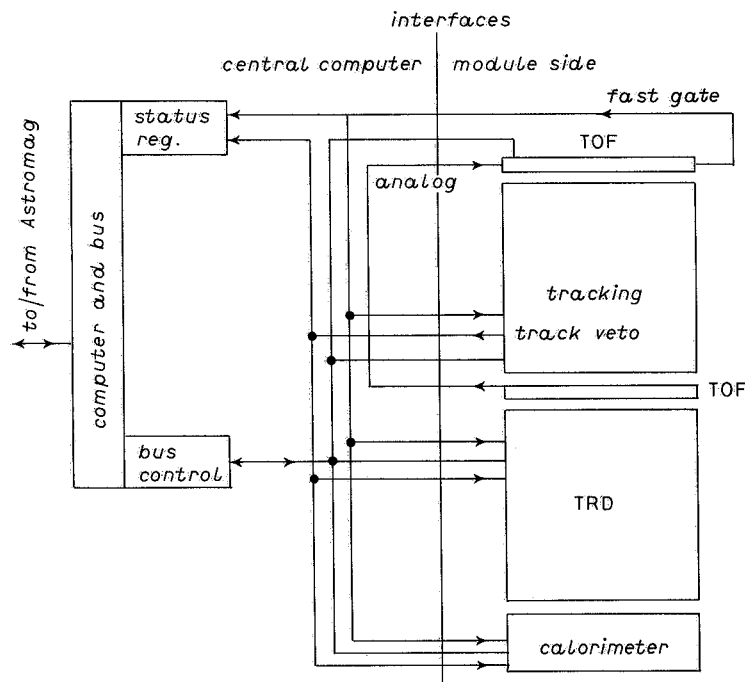 interfaces
central computer
module side
fast gate
status
reg.
TOF
analog
to/from Astromag
computer and bus
tracking
track veto
TOF
bus
control
TRD
calorimeter